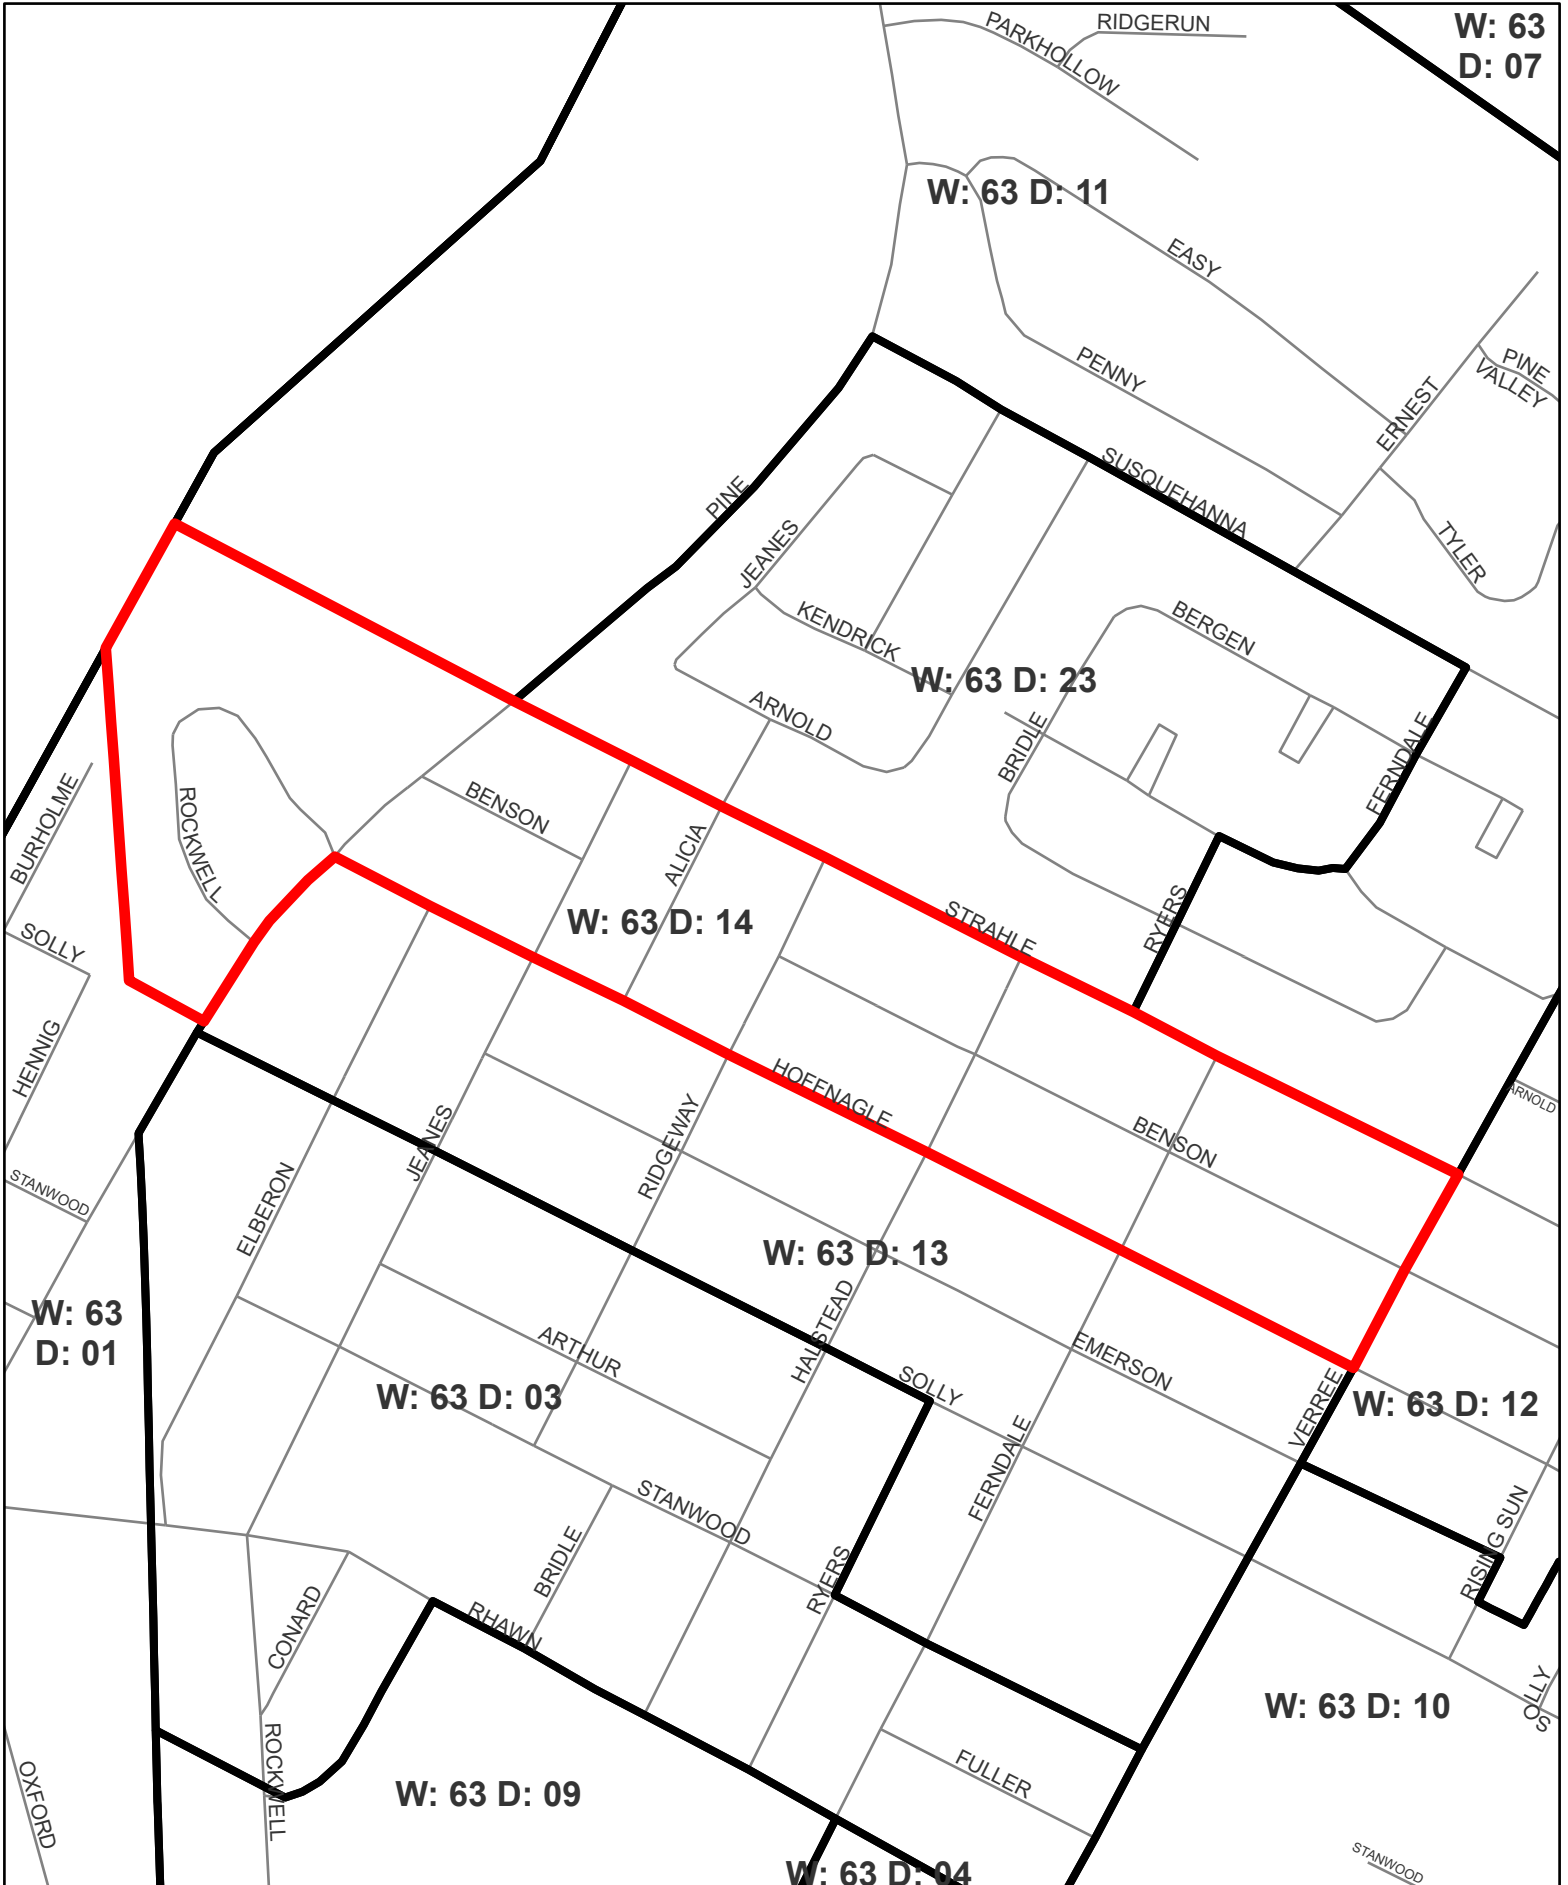 RIDGERUN
PARKHOLLOW
W: 63
D: 07
W: 63 D: 11
EASY
PENNY
PINE
VALLEY
ERNEST
SUSQUEHANNA
PINE
JEANES
TYLER
KENDRICK
BERGEN
W: 63 D: 23
ARNOLD
BRIDLE
FERNDALE
BURHOLME
BENSON
ROCKWELL
ALICIA
W: 63 D: 14
STRAHLE
RYERS
SOLLY
HENNIG
HOFFNAGLE
ARNOLD
JEANES
RIDGEWAY
BENSON
STANWOOD
ELBERON
W: 63 D: 13
HALSTEAD
W: 63
D: 01
ARTHUR
EMERSON
W: 63 D: 03
SOLLY
VERREE
W: 63 D: 12
FERNDALE
STANWOOD
RISING SUN
BRIDLE
RYERS
CONARD
RHAWN
OLLY
OS
W: 63 D: 10
ROCKWELL
OXFORD
FULLER
W: 63 D: 09
STANWOOD
W: 63 D: 04